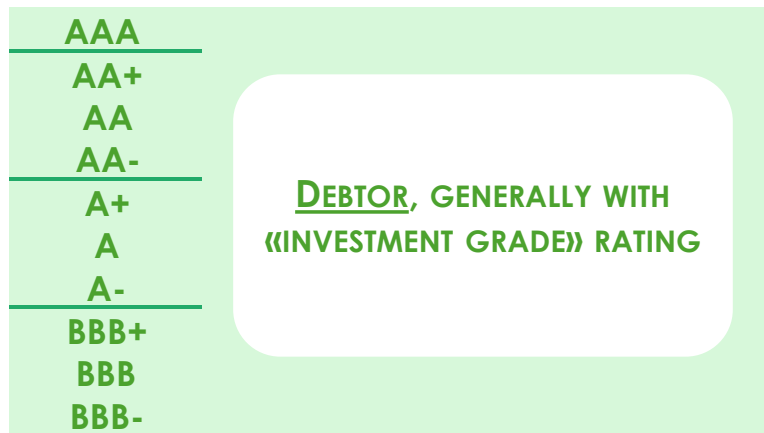 AAA
AA+
AA
AA-
A+
A
A-
BBB+
BBB
BBB-
DEBTOR, GENERALLY WITH
«INVESTMENT GRADE» RATING